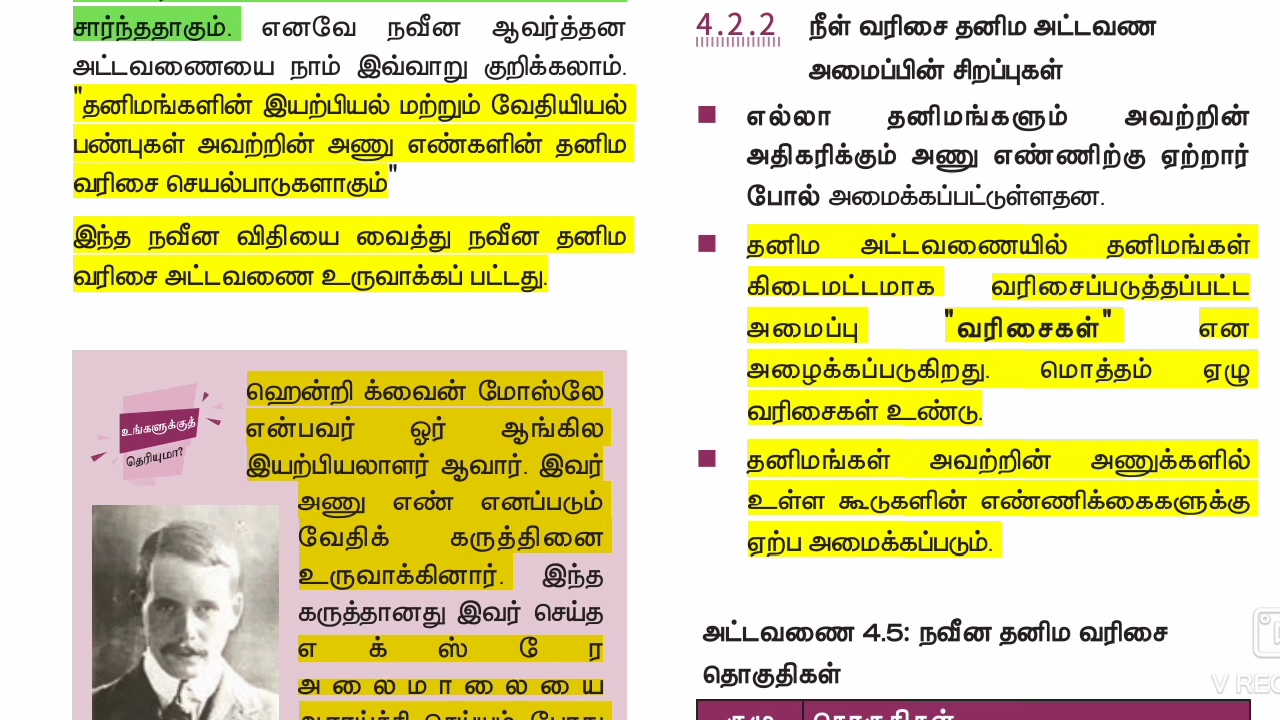 சார்ந்ததாகும். எனவே நவீன ஆவர்த்தன
அட்டவணையை நாம் இவ்வாறு குறிக்கலாம்.
"தனிமங்களின் இயற்பியல் மற்றும் வேதியியல்
பண்புகள் அவற்றின் அணு எண்களின் தனிம
வரிசை செயல்பாடுகளாகும்"
இந்த நவீன விதியை வைத்து நவீன தனிம
வரிசை அட்டவணை உருவாக்கப் பட்டது.
உங்களுக்குத்
தெரியுமா?
ஹென்றி க்வைன் மோஸ்லே
என்பவர் ஓர் ஆங்கில
இயற்பியலாளர் ஆவார். இவர்
அணு எண் எனப்படும்
வேதிக் கருத்தினை
உருவாக்கினார். இந்த
கருத்தானது இவர் செய்த
எக்ஸ்ரே
அலைமாலையை
4.2.2 நீள் வரிசை தனிம அட்டவண
அமைப்பின் சிறப்புகள்
எல்லா தனிமங்களும் அவற்றின்
அதிகரிக்கும் அணு எண்ணிற்கு ஏற்றார்
போல் அமைக்கப்பட்டுள்ளதன.
தனிம அட்டவணையில் தனிமங்கள்
கிடைமட்டமாக வரிசைப்படுத்தப்பட்ட
அமைப்பு "வரிசைகள்" என
அழைக்கப்படுகிறது. மொத்தம் ஏழு
வரிசைகள் உண்டு.
தனிமங்கள் அவற்றின் அணுக்களில்
உள்ள கூடுகளின் எண்ணிக்கைகளுக்கு
ஏற்ப அமைக்கப்படும்.
அட்டவணை 4.5: நவீன தனிம வரிசை
தொகுதிகள்
V REC